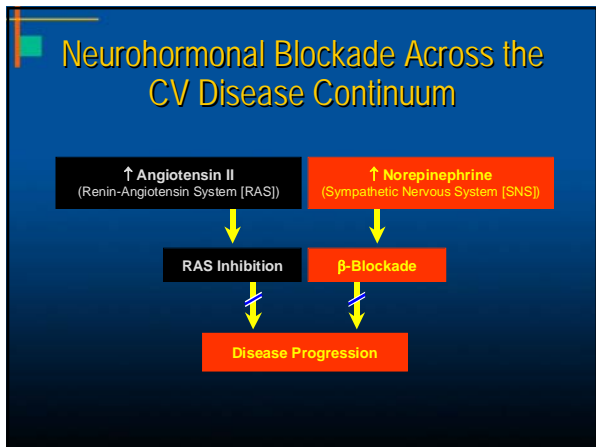 Neurohormonal Blockade Across the
CV Disease Continuum
↑ Angiotensin II
(Renin-Angiotensin System [RAS])
↑ Norepinephrine
(Sympathetic Nervous System [SNS])
RAS Inhibition
β-Blockade
Disease Progression